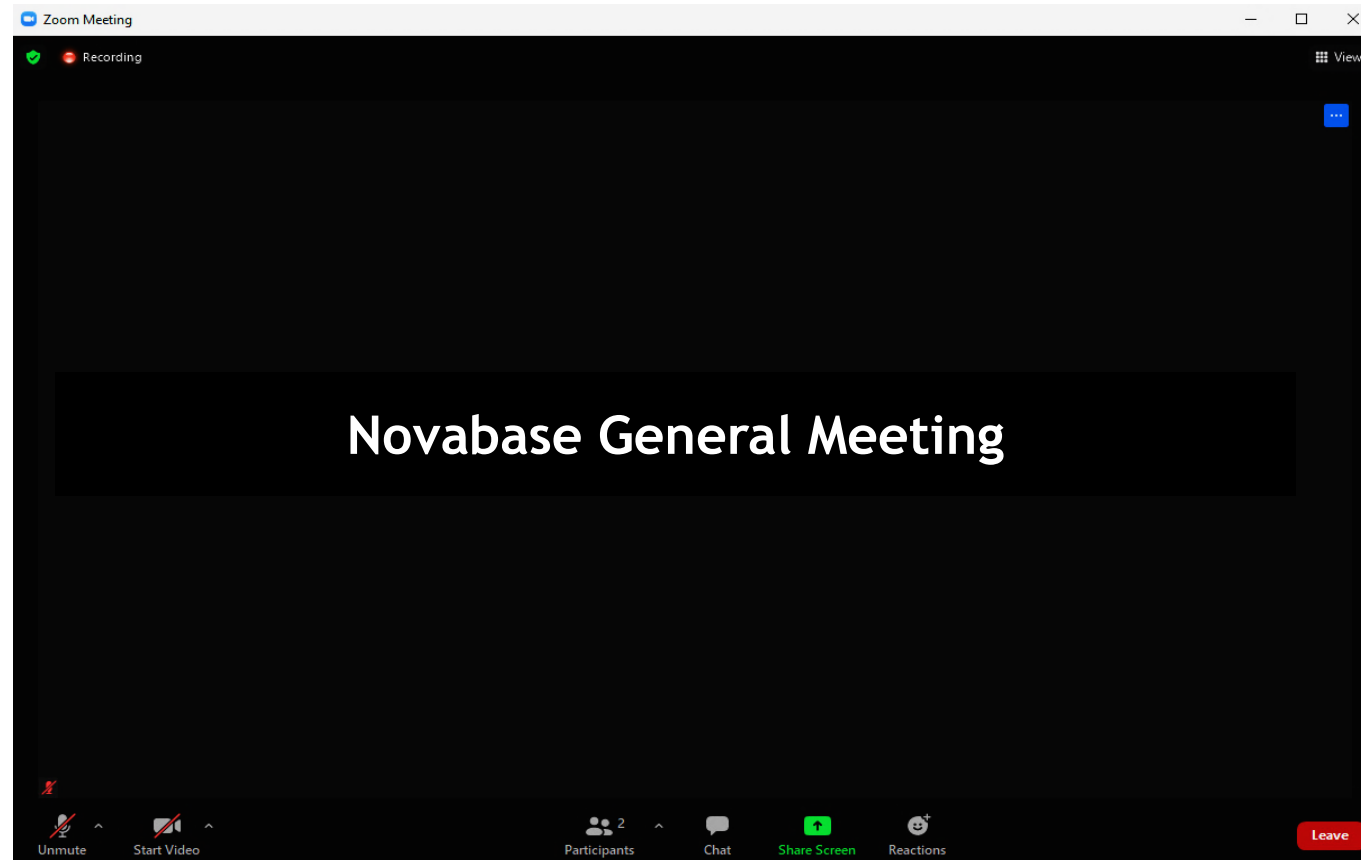 Zoom Meeting
Recording
View
Novabase General Meeting
2
Unmute
Start Video
Participants
Chat
Share Screen
Reactions
Leave